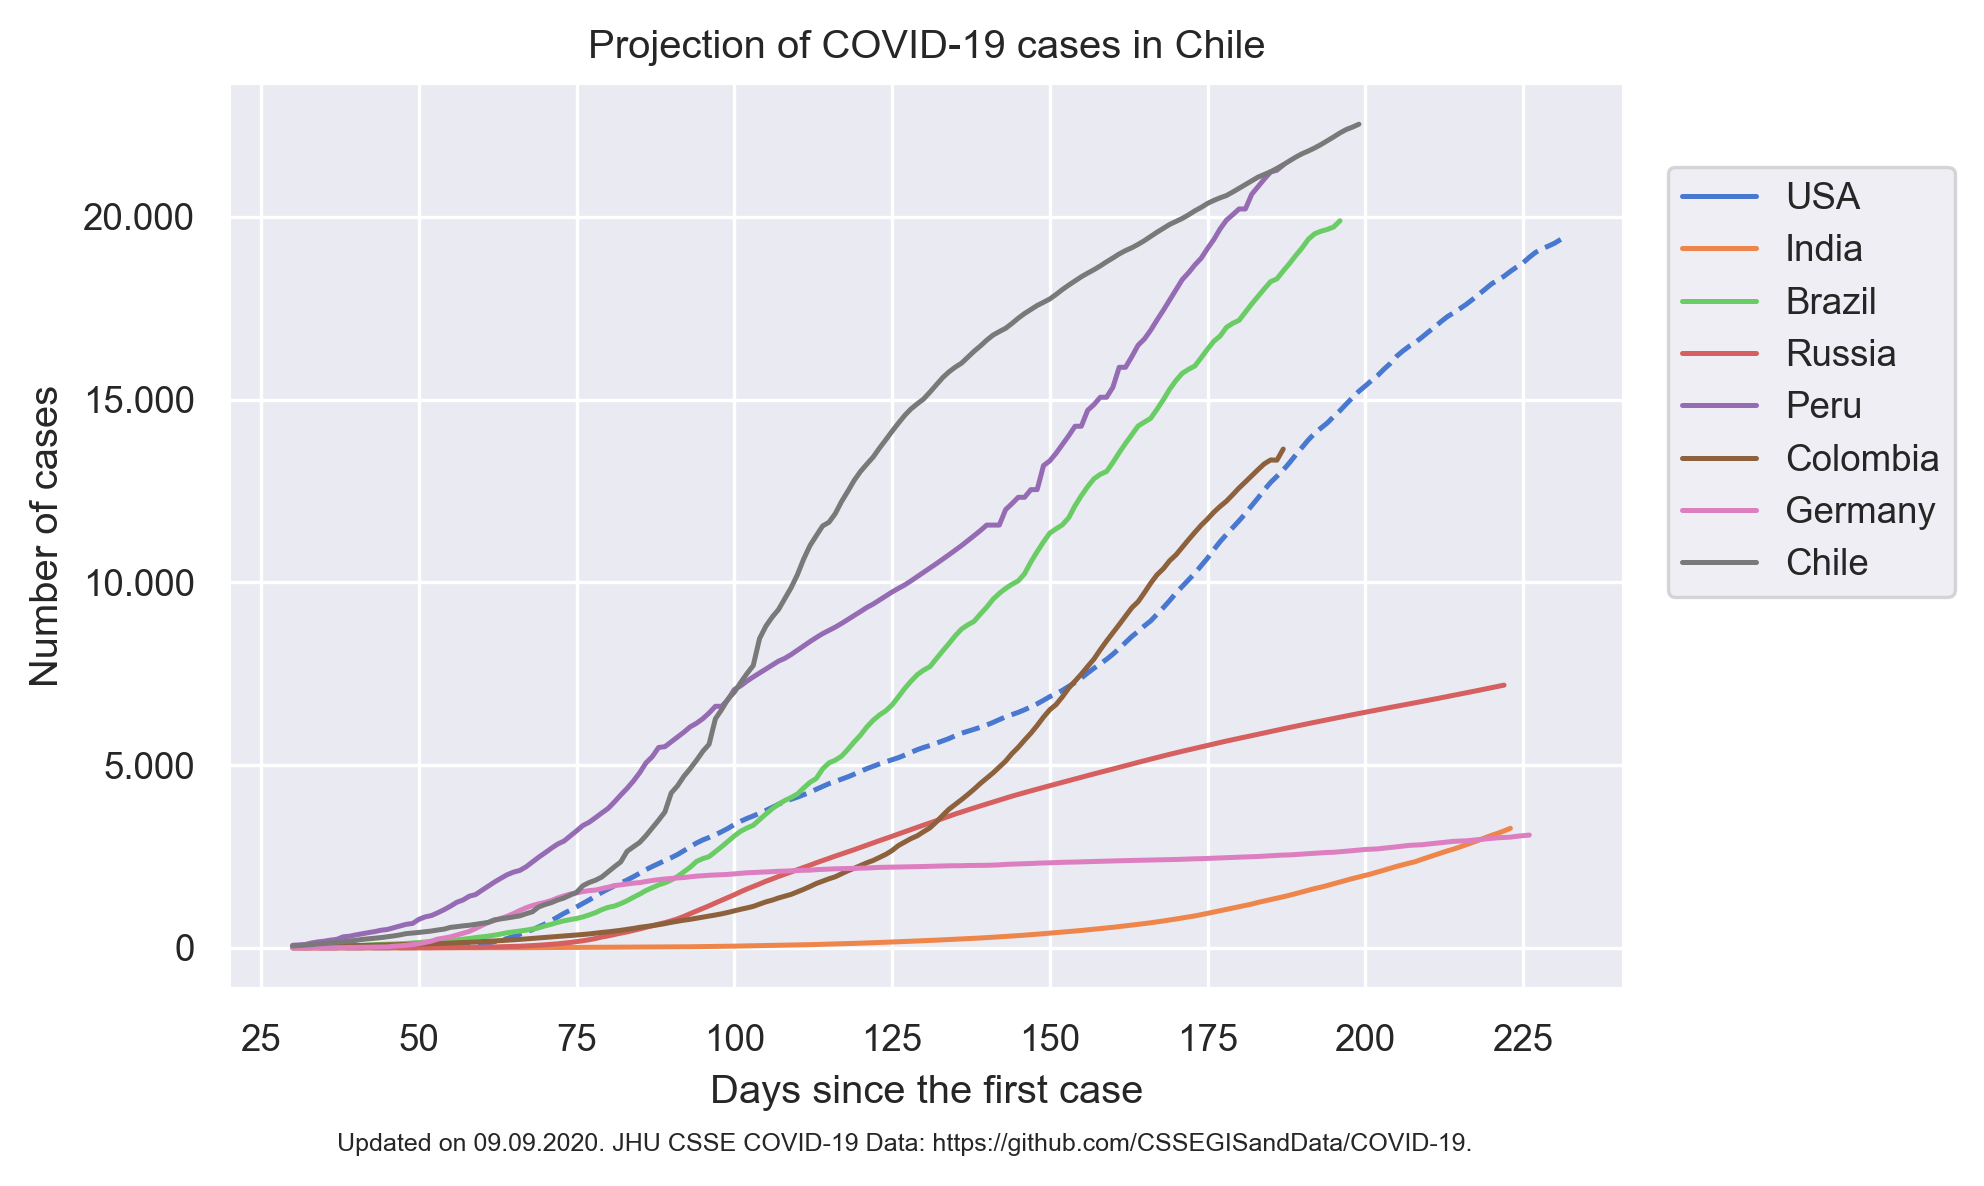 Projection of COVID-19 cases in Chile
Number of cases
20.000
15.000
10.000
5.000
0
25 50 75 100 125 150 175 200 225
Days since the first case
USA
India
Brazil
Russia
Peru
Colombia
Germany
Chile
Updated on 09.09.2020. JHU CSSE COVID-19 Data: https://github.com/CSSEGISandData/COVID-19.